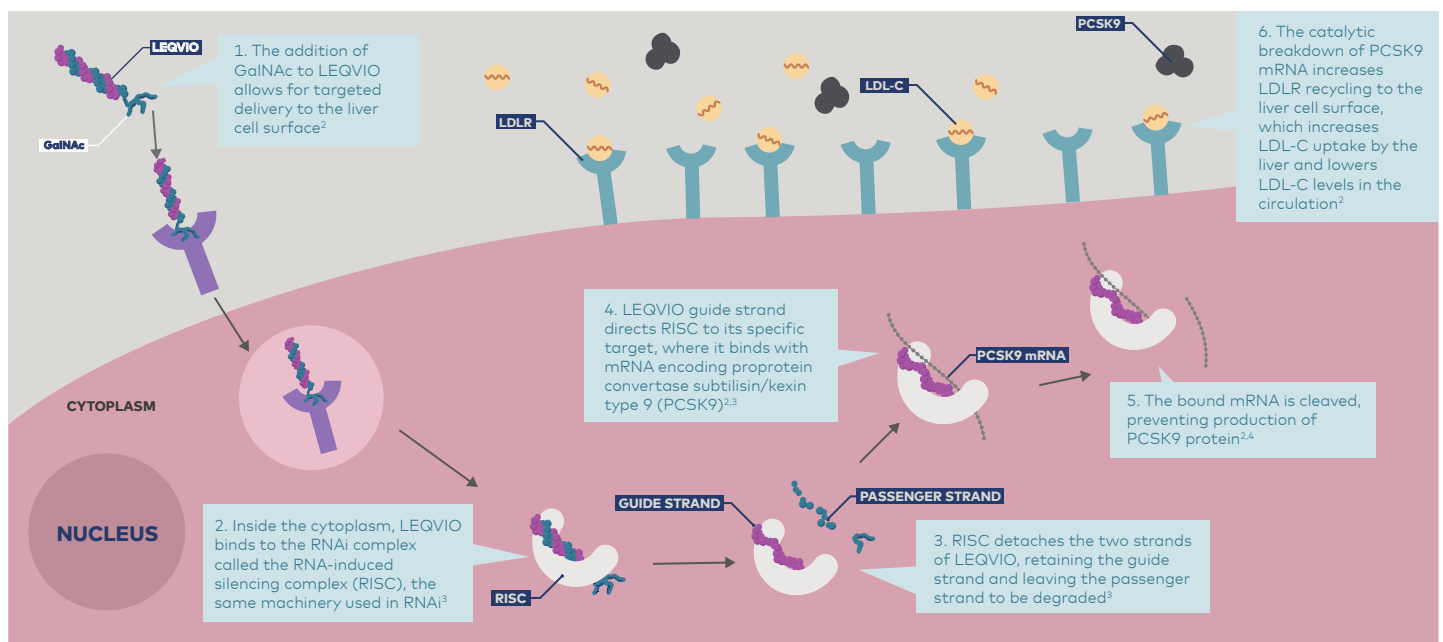 LEQVIO
GalNAc
1. The addition of
GalNAc to LEQVIO
allows for targeted
delivery to the liver
cell surface²
LDLR
LDL-C
PCSK9
6. The catalytic
breakdown of PCSK9
mRNA increases
LDLR recycling to the
liver cell surface,
which increases
LDL-C uptake by the
liver and lowers
LDL-C levels in the
circulation²
CYTOPLASM
NUCLEUS
2. Inside the cytoplasm, LEQVIO
binds to the RNAi complex
called the RNA-induced
silencing complex (RISC), the
same machinery used in RNAi³
RISC
GUIDE STRAND
PASSENGER STRAND
3. RISC detaches the two strands
of LEQVIO, retaining the guide
strand and leaving the passenger
strand to be degraded³
4. LEQVIO guide strand
directs RISC to its specific
target, where it binds with
mRNA encoding proprotein
convertase subtilisin/kexin
type 9 (PCSK9)²,³
PCSK9 mRNA
5. The bound mRNA is cleaved,
preventing production of
PCSK9 protein²,⁴